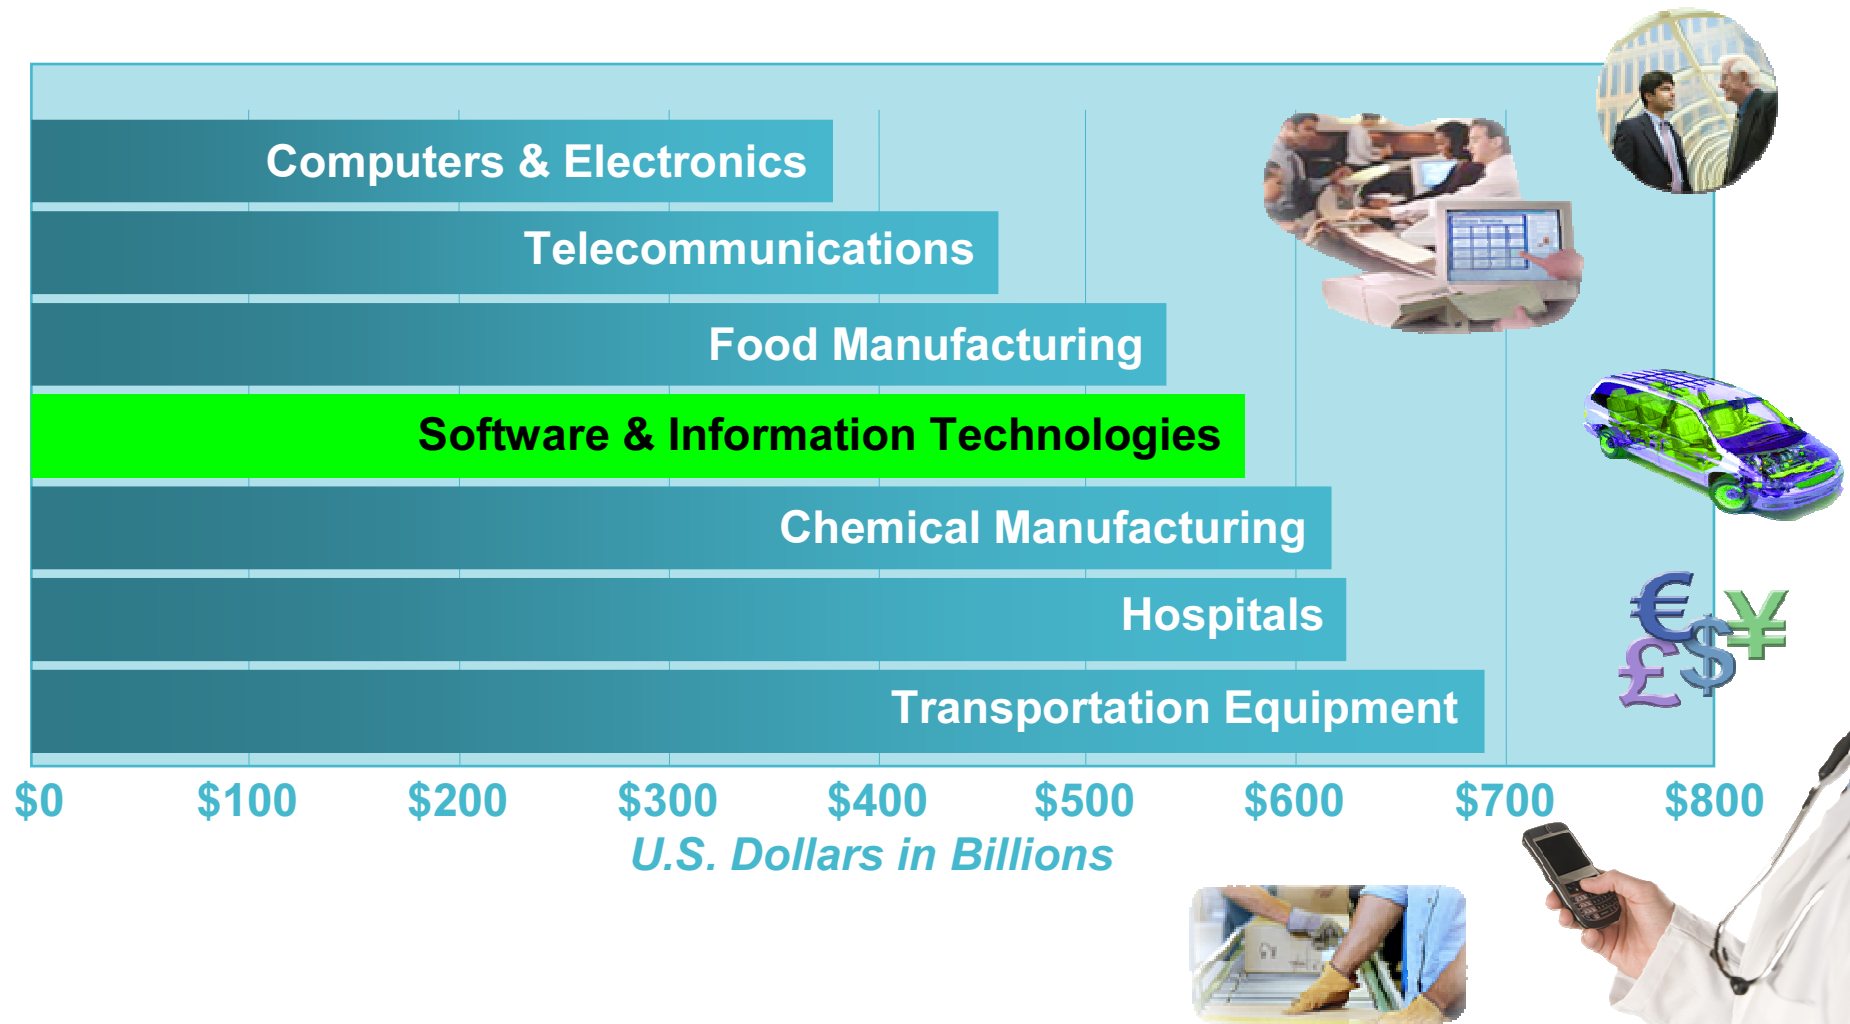 Computers & Electronics
Telecommunications
Food Manufacturing
Software & Information Technologies
Chemical Manufacturing
Hospitals
Transportation Equipment
$0 $100 $200 $300 $400 $500 $600 $700 $800
U.S. Dollars in Billions
€ ¥
£ $